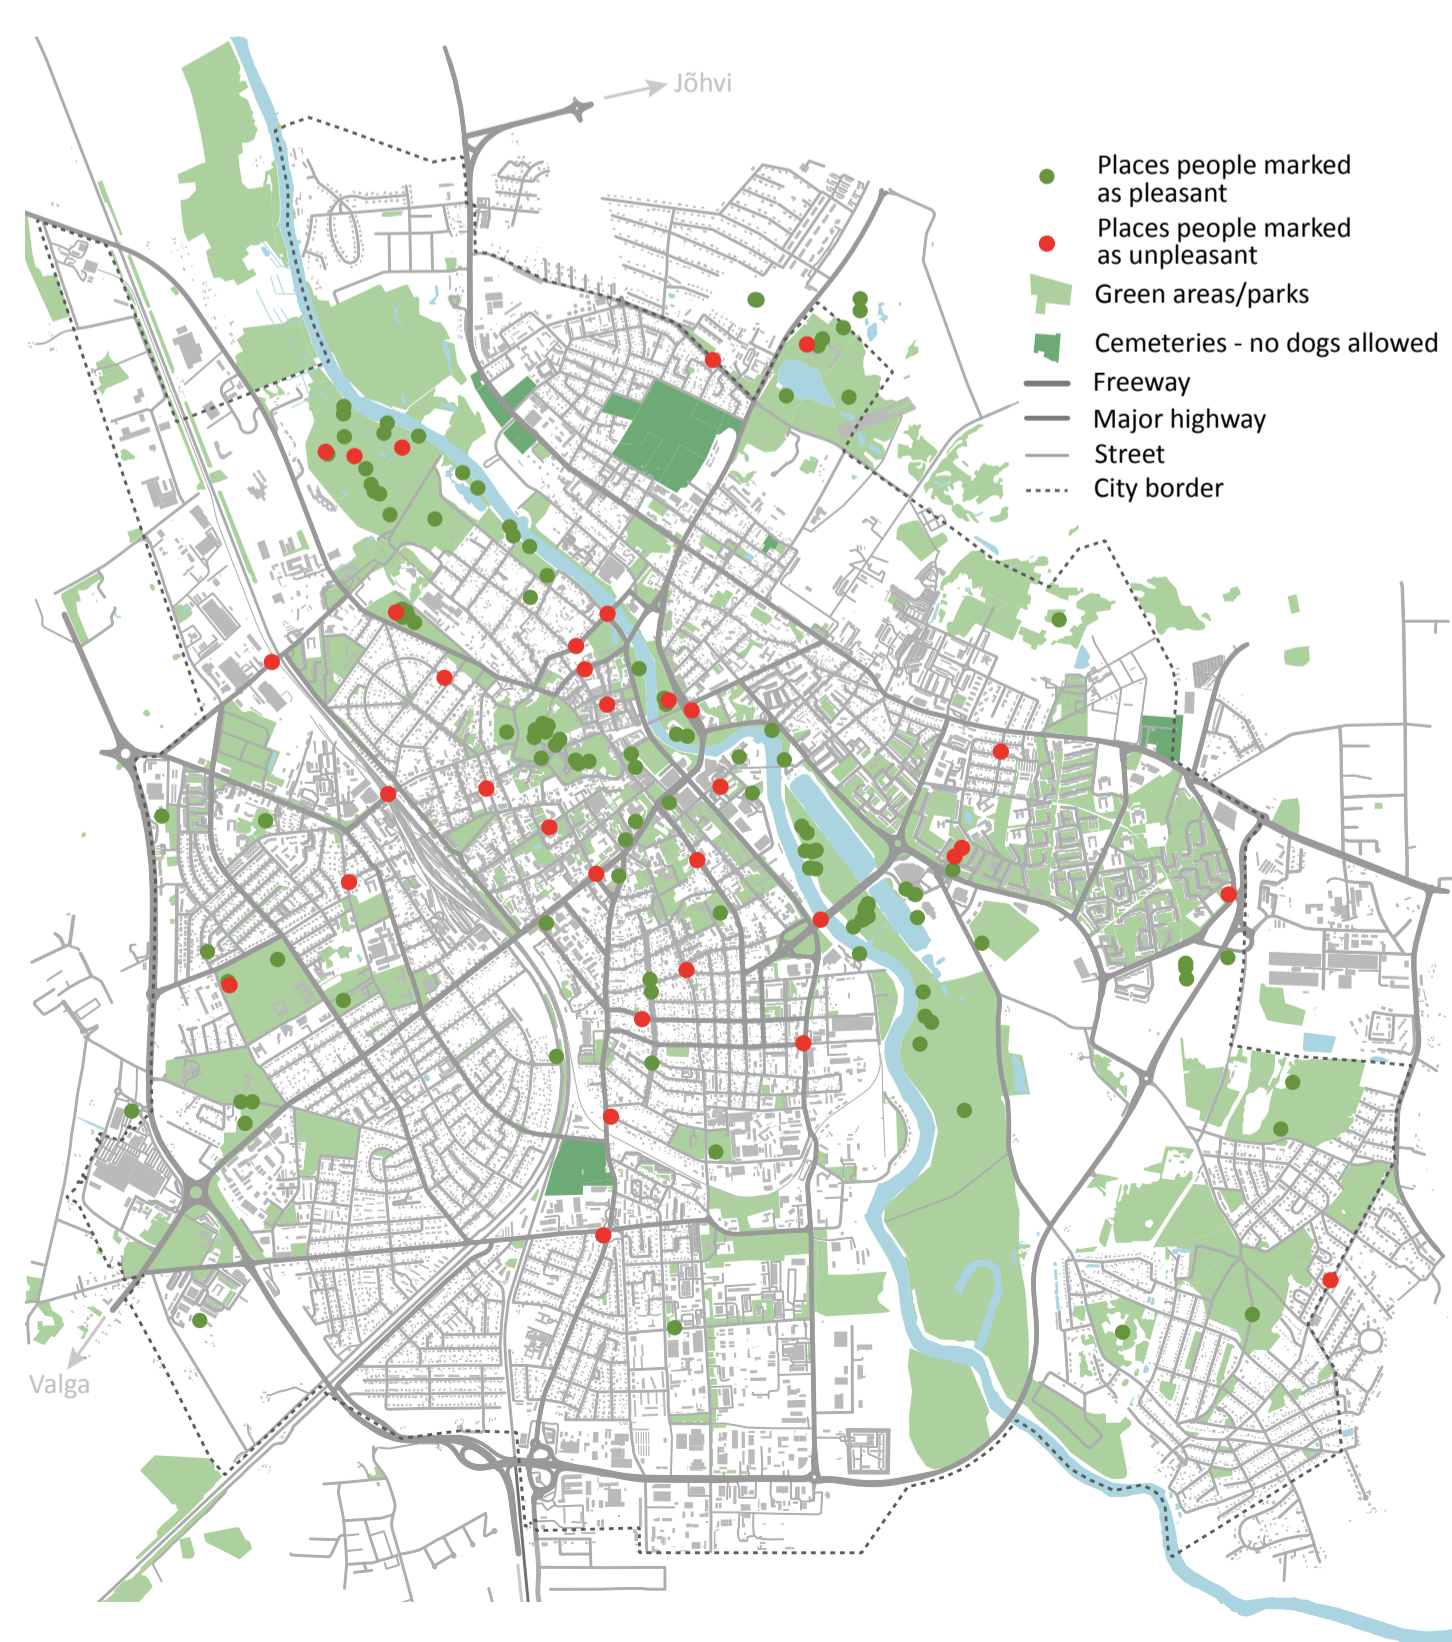 Jõhvi
Places people marked
as pleasant
Places people marked
as unpleasant
Green areas/parks
Cemeteries - no dogs allowed
Freeway
Major highway
Street
City border
Valga